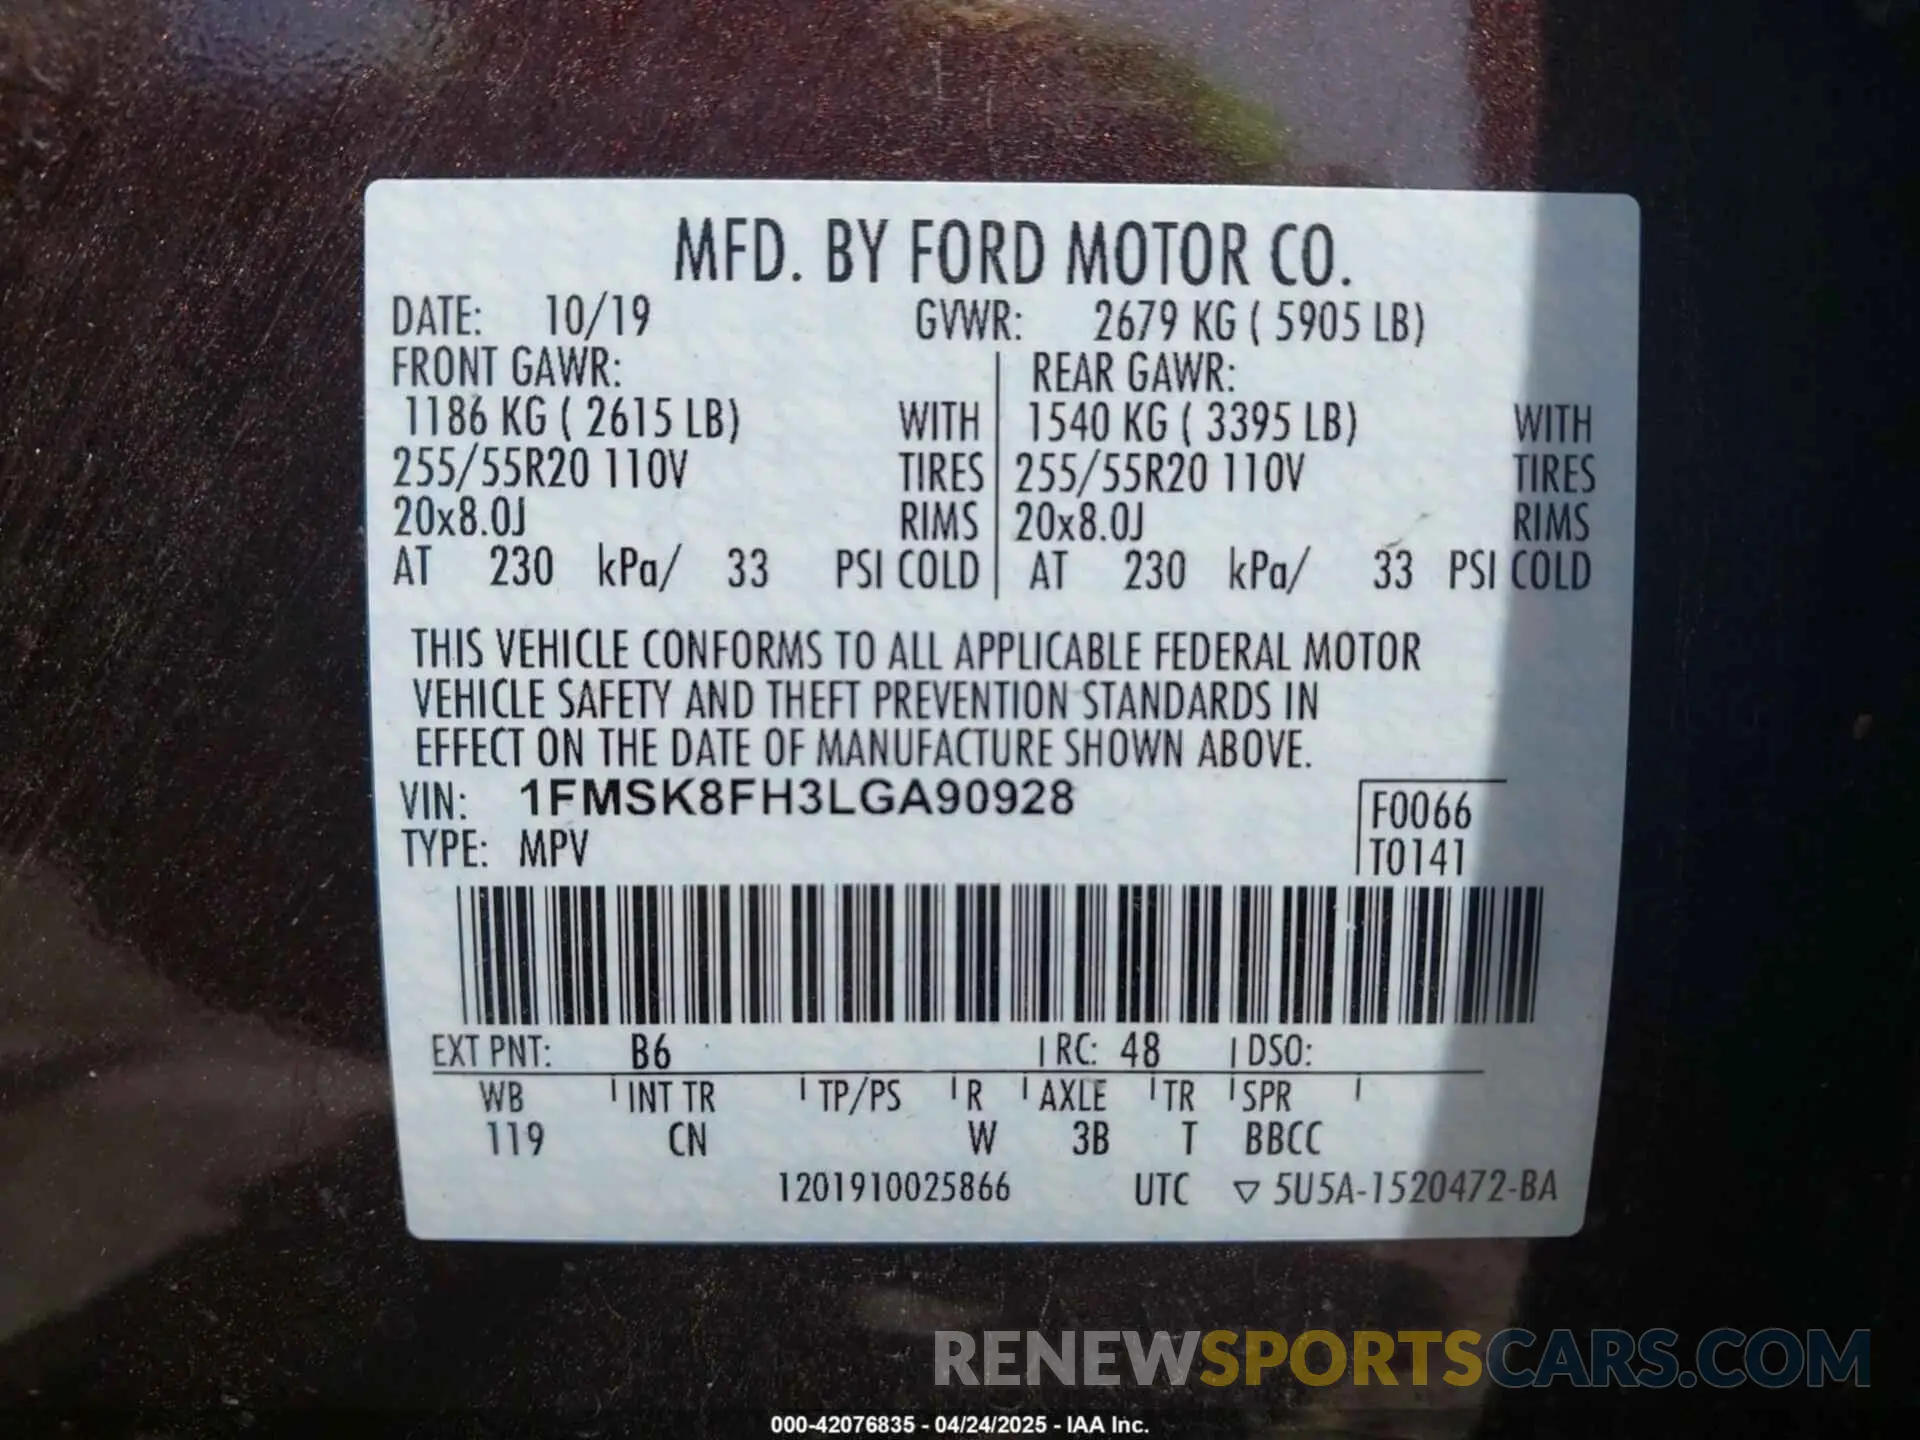 MFD. BY FORD MOTOR CO.
DATE: 10/19 GVWR: 2679 KG ( 5905 LB)
FRONT GAWR: REAR GAWR:
1186 KG ( 2615 LB) WITH 1540 KG ( 3395 LB) WITH
255/55R20 110V TIRES 255/55R20 110V TIRES
20x8.0J RIMS 20x8.0J RIMS
AT 230 kPa/ 33 PSI COLD AT 230 kPa/ 33 PSI COLD
THIS VEHICLE CONFORMS TO ALL APPLICABLE FEDERAL MOTOR
VEHICLE SAFETY AND THEFT PREVENTION STANDARDS IN
EFFECT ON THE DATE OF MANUFACTURE SHOWN ABOVE.
VIN: 1FMSK8FH3LGA90928 F0066
TYPE: MPV T0141
EXT PNT: B6 RC: 48 DSO:
WB INT TR TP/PS R AXLE TR SPR
119 CN W 3B T BBCC
1201910025866 UTC ▽ 5U5A-1520472-BA
RENEWSPORTSCARS.COM
000-42076835 - 04/24/2025 - IAA Inc.